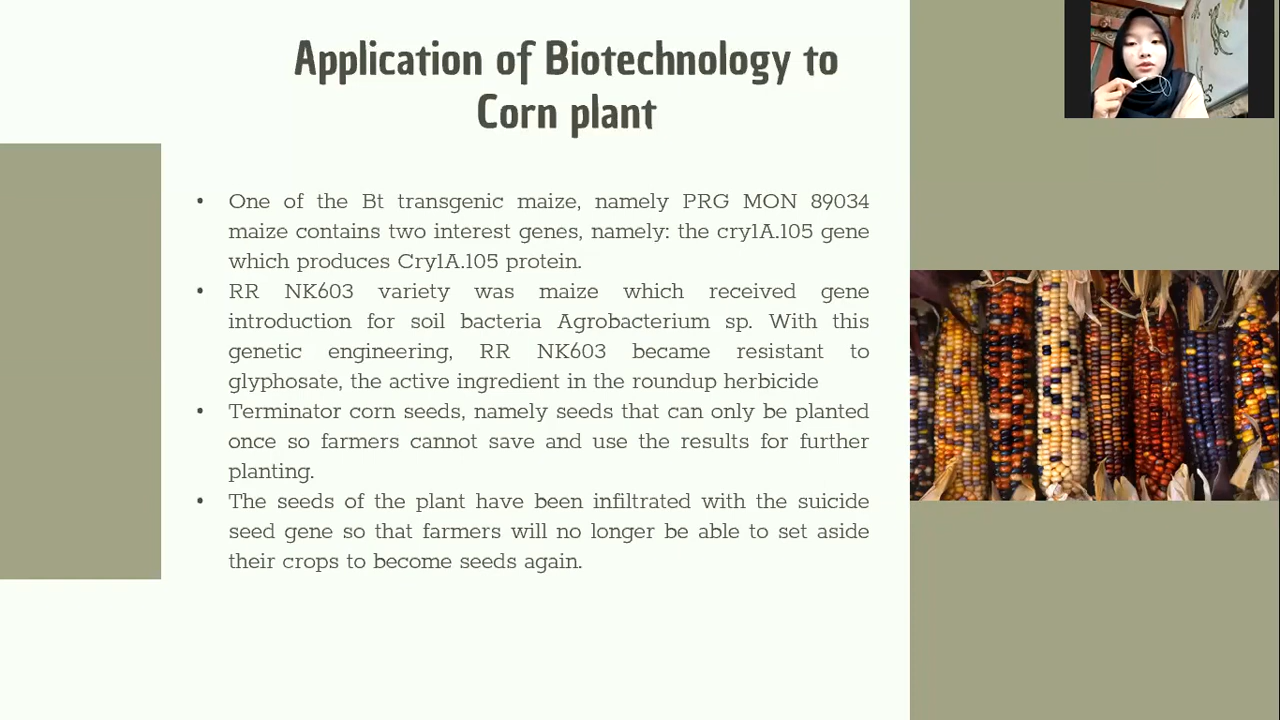 Application of Biotechnology to
Corn plant
• One of the Bt transgenic maize, namely PRG MON 89034
maize contains two interest genes, namely: the cry1A.105 gene
which produces Cry1A.105 protein.
• RR NK603 variety was maize which received gene
introduction for soil bacteria Agrobacterium sp. With this
genetic engineering, RR NK603 became resistant to
glyphosate, the active ingredient in the roundup herbicide
• Terminator corn seeds, namely seeds that can only be planted
once so farmers cannot save and use the results for further
planting.
• The seeds of the plant have been infiltrated with the suicide
seed gene so that farmers will no longer be able to set aside
their crops to become seeds again.